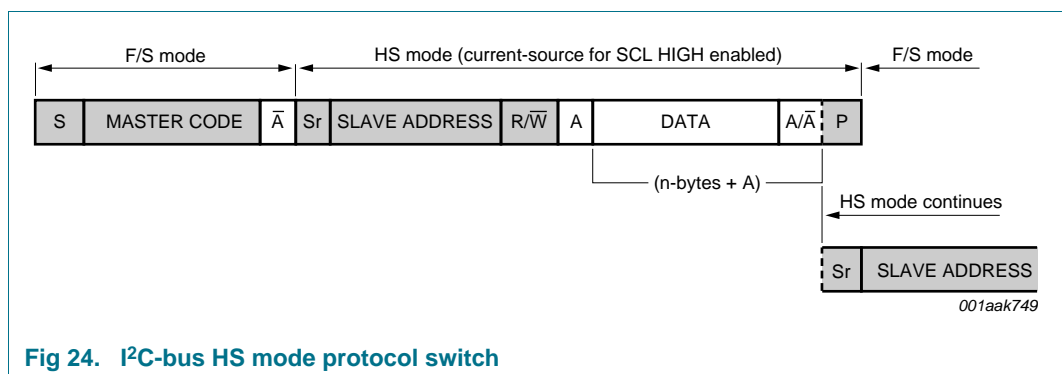 F/S mode HS mode (current-source for SCL HIGH enabled) F/S mode
S MASTER CODE A̅ Sr SLAVE ADDRESS R/W̅ A DATA A/A̅ P
(n-bytes + A)
HS mode continues
Sr SLAVE ADDRESS
001aak749
Fig 24. I²C-bus HS mode protocol switch